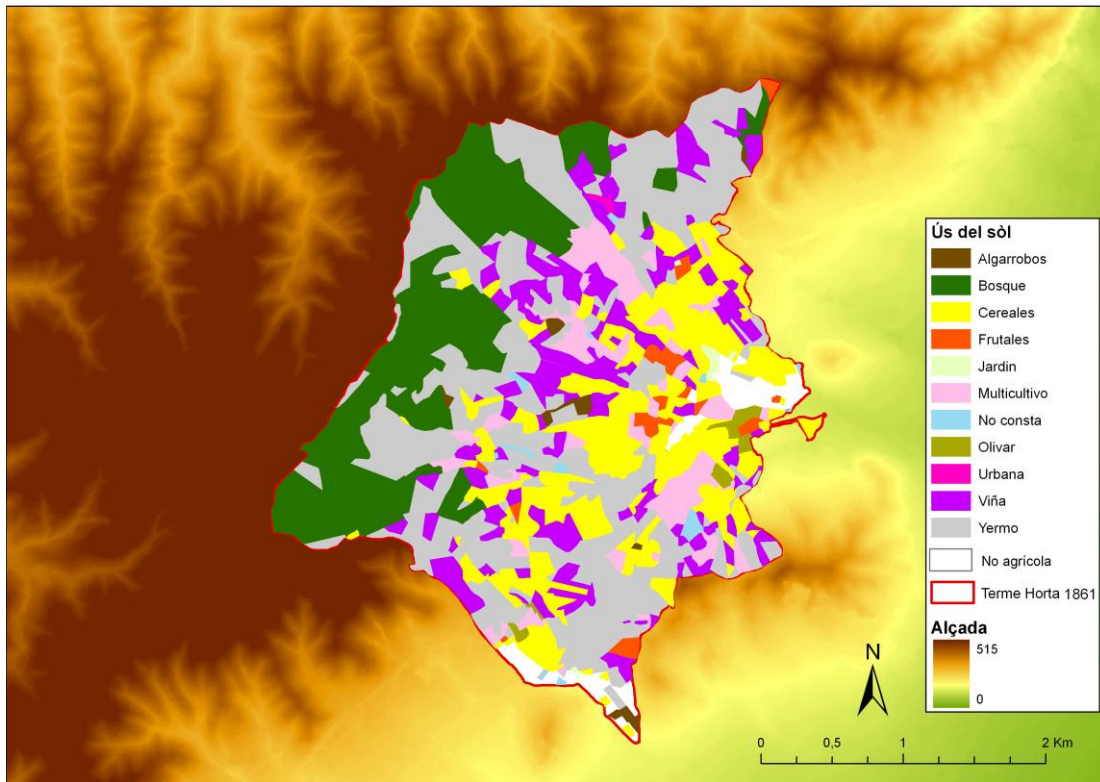 Ús del sòl
Algarrobos
Bosque
Cereales
Frutales
Jardin
Multicultivo
No consta
Olivar
Urbana
Viña
Yermo
No agrícola
Terme Horta 1861
Alçada
515
0
N
0 0,5 1 2 Km